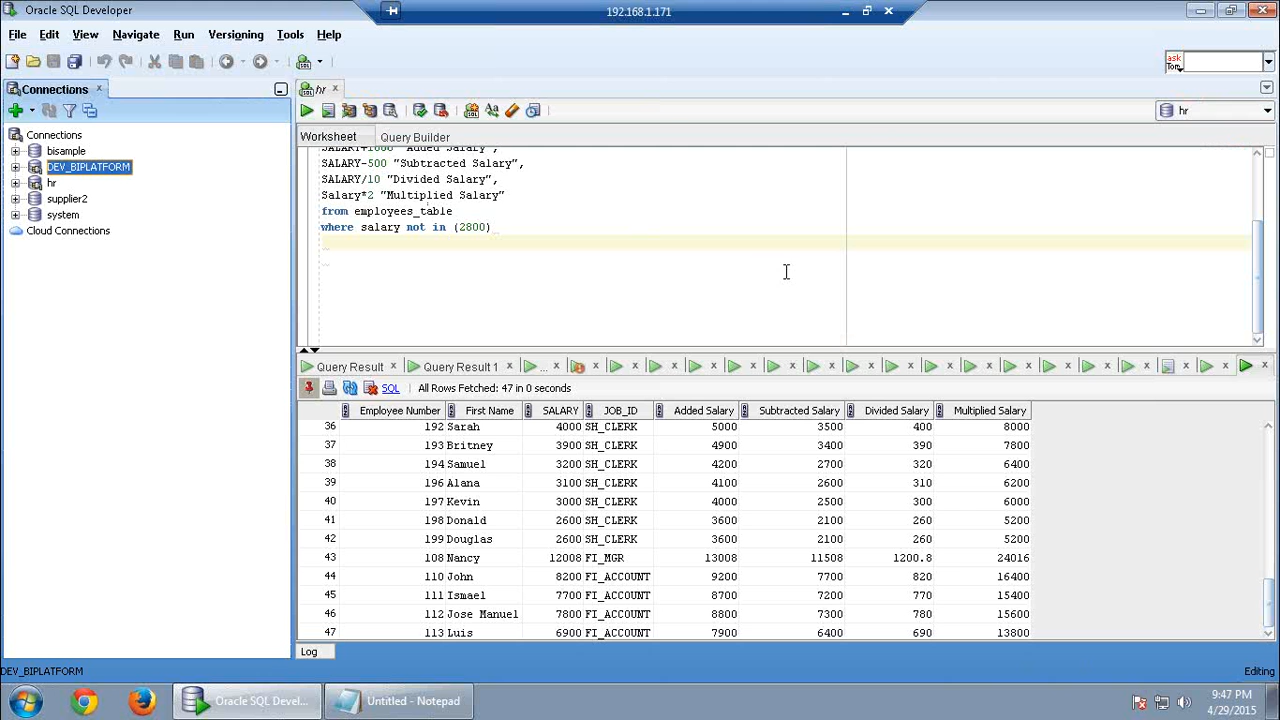 Oracle SQL Developer
192.168.1.171
File Edit View Navigate Run Versioning Tools Help
ask Tom
Connections
hr
hr
Worksheet Query Builder
Connections
bisample
DEV_BIPLATFORM
hr
supplier2
system
Cloud Connections
SALARY+1000 "Added Salary",
SALARY-500 "Subtracted Salary",
SALARY/10 "Divided Salary",
Salary*2 "Multiplied Salary"
from employees_table
where salary not in (2800)
Query Result Query Result 1 ...
SQL All Rows Fetched: 47 in 0 seconds
Employee Number First Name SALARY JOB_ID Added Salary Subtracted Salary Divided Salary Multiplied Salary
36 192 Sarah 4000 SH_CLERK 5000 3500 400 8000
37 193 Britney 3900 SH_CLERK 4900 3400 390 7800
38 194 Samuel 3200 SH_CLERK 4200 2700 320 6400
39 196 Alana 3100 SH_CLERK 4100 2600 310 6200
40 197 Kevin 3000 SH_CLERK 4000 2500 300 6000
41 198 Donald 2600 SH_CLERK 3600 2100 260 5200
42 199 Douglas 2600 SH_CLERK 3600 2100 260 5200
43 108 Nancy 12008 FI_MGR 13008 11508 1200.8 24016
44 110 John 8200 FI_ACCOUNT 9200 7700 820 16400
45 111 Ismael 7700 FI_ACCOUNT 8700 7200 770 15400
46 112 Jose Manuel 7800 FI_ACCOUNT 8800 7300 780 15600
47 113 Luis 6900 FI_ACCOUNT 7900 6400 690 13800
Log
DEV_BIPLATFORM Editing
Oracle SQL Devel... Untitled - Notepad
9:47 PM
4/29/2015